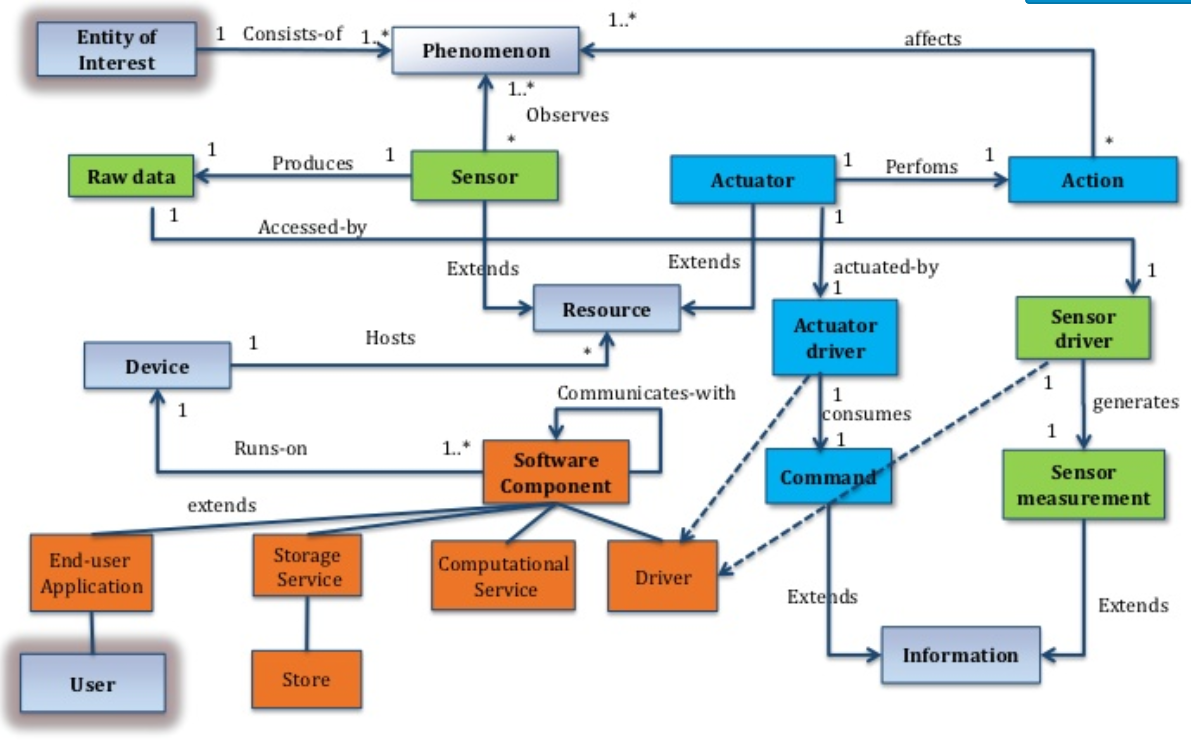 Entity of
Interest
1
Consists-of
1..*
Phenomenon
1..*
affects
1..*
Observes
*
*
Raw data
1
Produces
1
Sensor
Actuator
1
Perfoms
1
Action
1
Accessed-by
1
1
Extends
Extends
actuated-by
1
Resource
Actuator
driver
Sensor
driver
Device
1
Hosts
*
1
Communicates-with
1
consumes
1
1
generates
1
Runs-on
1..*
Software
Component
Command
Sensor
measurement
extends
End-user
Application
Storage
Service
Computational
Service
Driver
Extends
Extends
User
Store
Information